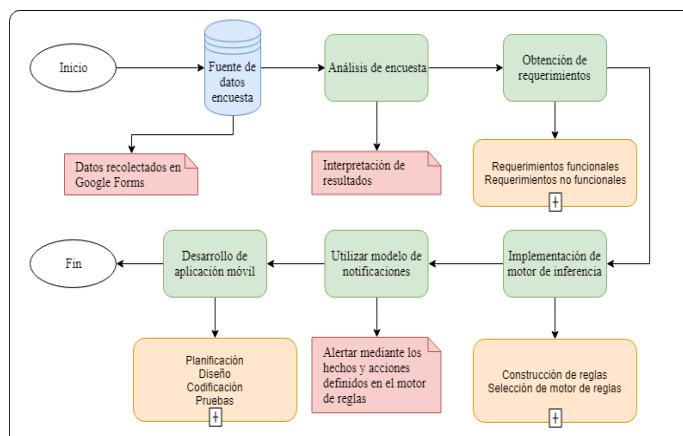 Inicio
Fuente de
datos
encuesta
Análisis de encuesta
Obtención de
requerimientos
Datos recolectados en
Google Forms
Interpretación de
resultados
Requerimientos funcionales
Requerimientos no funcionales
Fin
Desarrollo de
aplicación móvil
Utilizar modelo de
notificaciones
Implementación de
motor de inferencia
Planificación
Diseño
Codificación
Pruebas
Alertar mediante los
hechos y acciones
definidos en el motor
de reglas
Construcción de reglas
Selección de motor de reglas